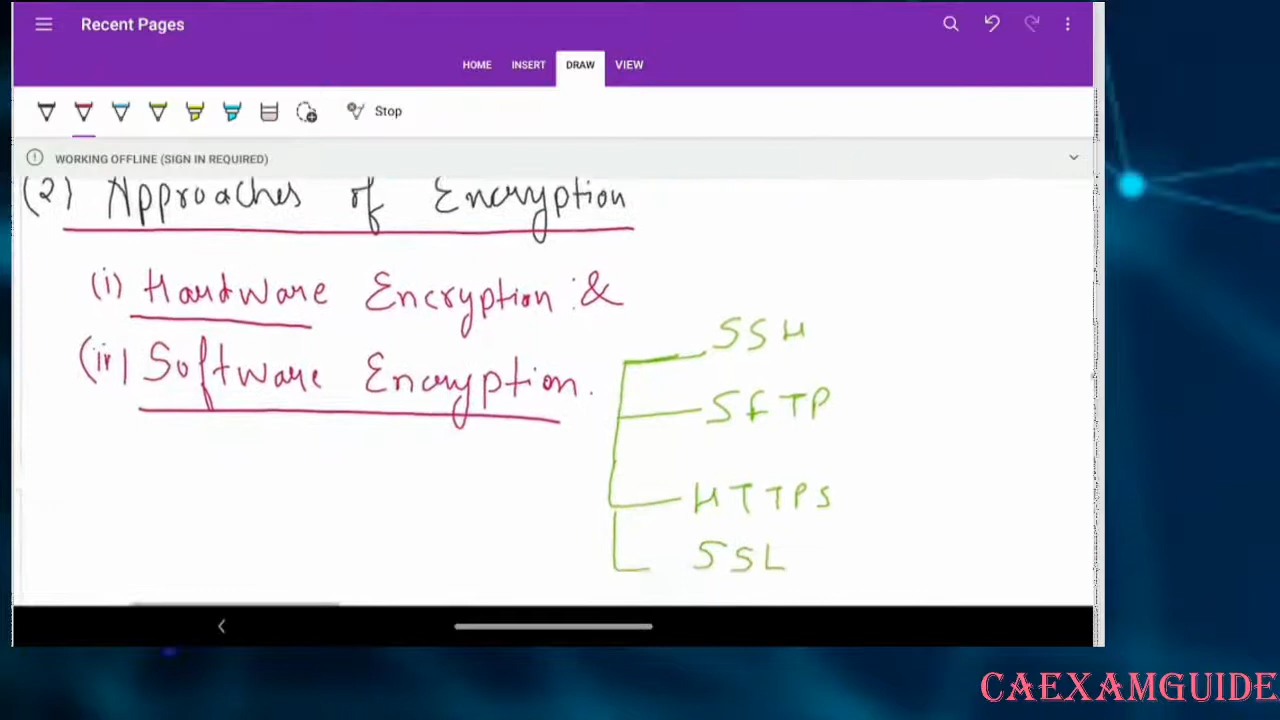 Recent Pages
HOME INSERT DRAW VIEW
Stop
WORKING OFFLINE (SIGN IN REQUIRED)
(2) Approaches of Encryption
(i) Hardware Encryption :&
(ii) Software Encryption.
SSH
SFTP
HTTPS
SSL
CAEXAMGUIDE